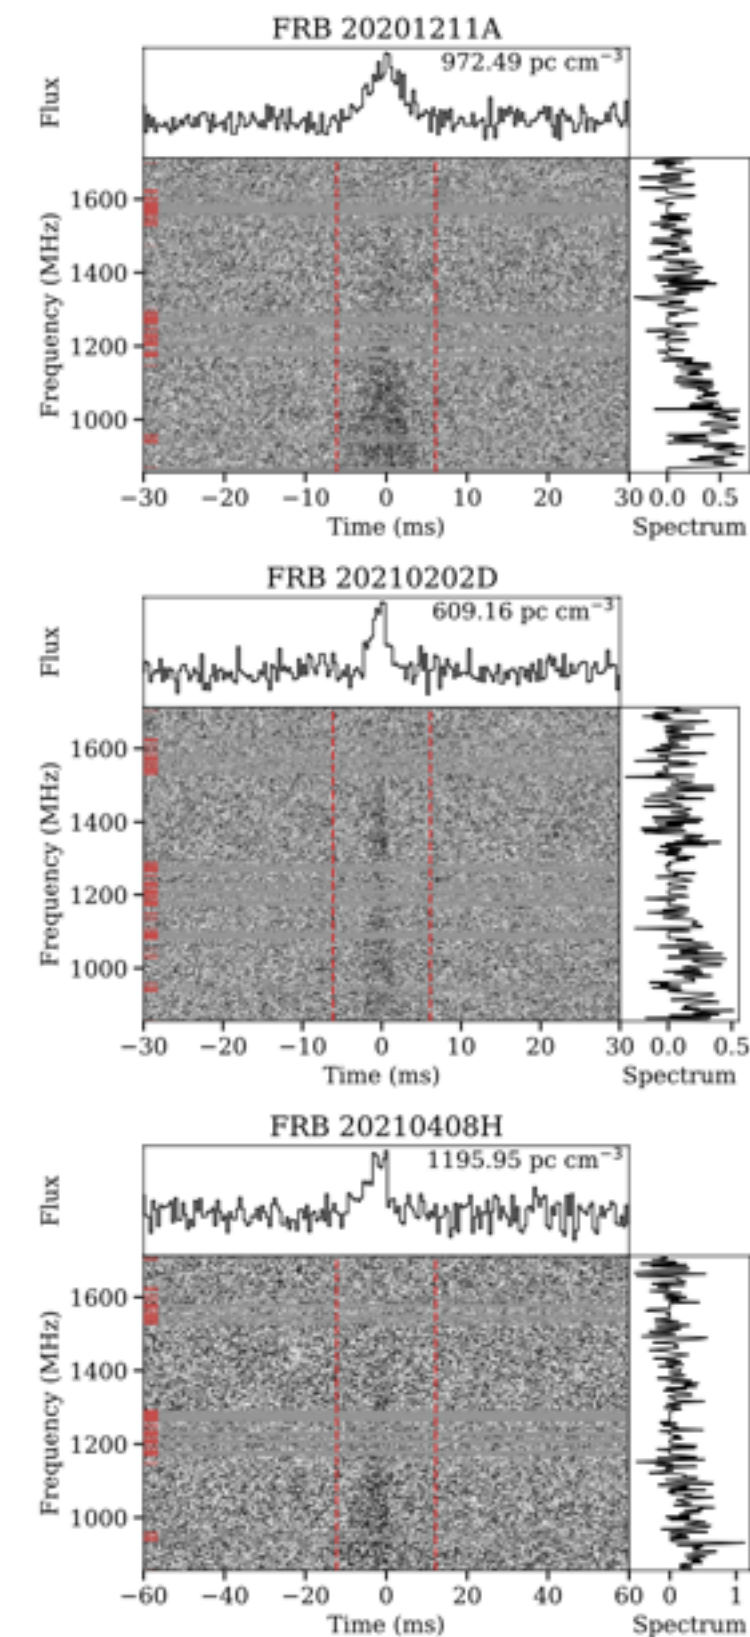 FRB 20201211A
972.49 pc cm⁻³
Flux
1600
1400
1200
1000
Frequency (MHz)
−30 −20 −10 0 10 20 30 0.0 0.5
Time (ms) Spectrum
FRB 20210202D
609.16 pc cm⁻³
Flux
1600
1400
1200
1000
Frequency (MHz)
−30 −20 −10 0 10 20 30 0.0 0.5
Time (ms) Spectrum
FRB 20210408H
1195.95 pc cm⁻³
Flux
1600
1400
1200
1000
Frequency (MHz)
−60 −40 −20 0 20 40 60 0 1
Time (ms) Spectrum